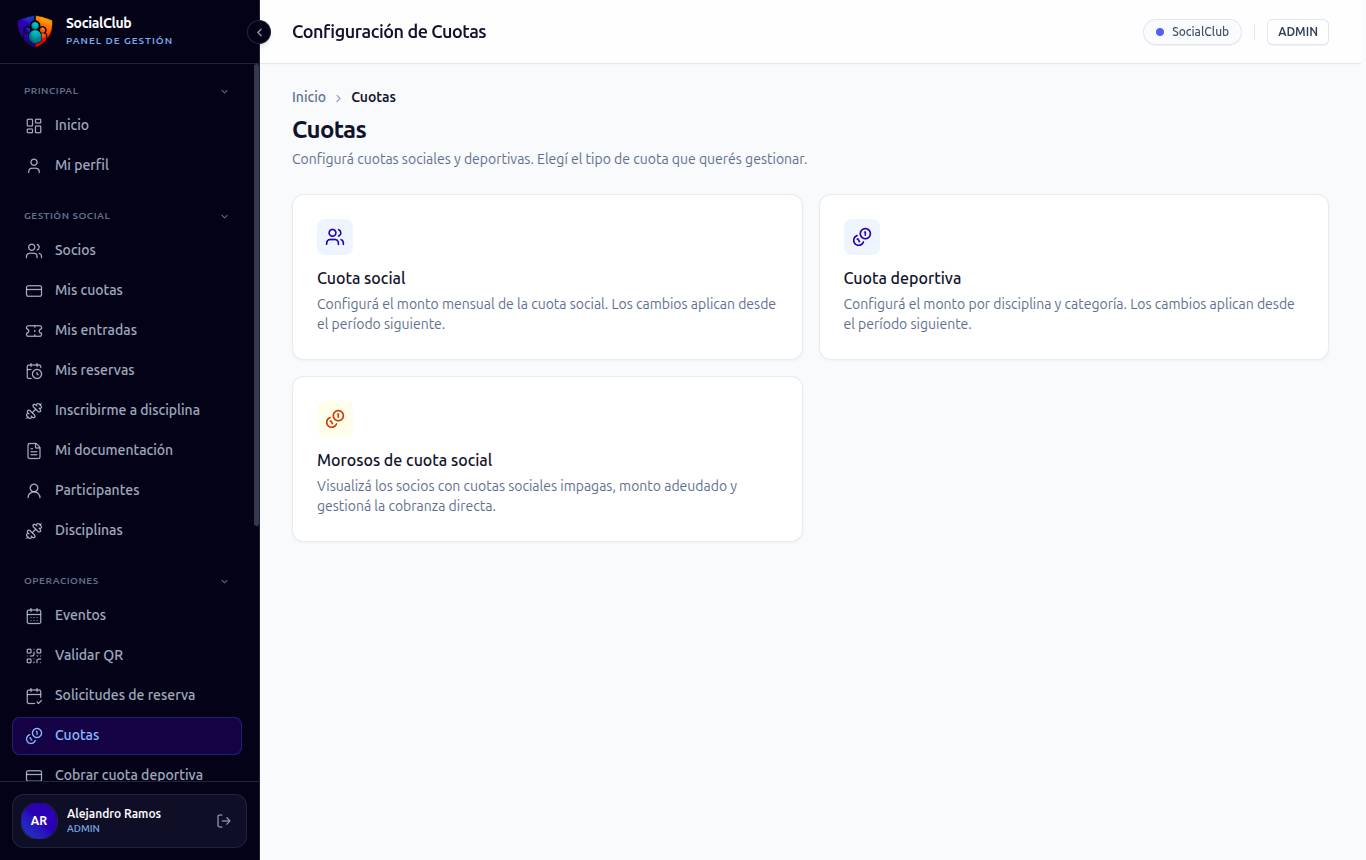 SocialClub
PANEL DE GESTIÓN
PRINCIPAL
Inicio
Mi perfil
GESTIÓN SOCIAL
Socios
Mis cuotas
Mis entradas
Mis reservas
Inscribirme a disciplina
Mi documentación
Participantes
Disciplinas
OPERACIONES
Eventos
Validar QR
Solicitudes de reserva
Cuotas
Cobrar cuota deportiva
AR
Alejandro Ramos
ADMIN
Configuración de Cuotas
SocialClub
ADMIN
Inicio › Cuotas
Cuotas
Configurá cuotas sociales y deportivas. Elegí el tipo de cuota que querés gestionar.
Cuota social
Configurá el monto mensual de la cuota social. Los cambios aplican desde
el período siguiente.
Cuota deportiva
Configurá el monto por disciplina y categoría. Los cambios aplican desde
el período siguiente.
Morosos de cuota social
Visualizá los socios con cuotas sociales impagas, monto adeudado y
gestioná la cobranza directa.